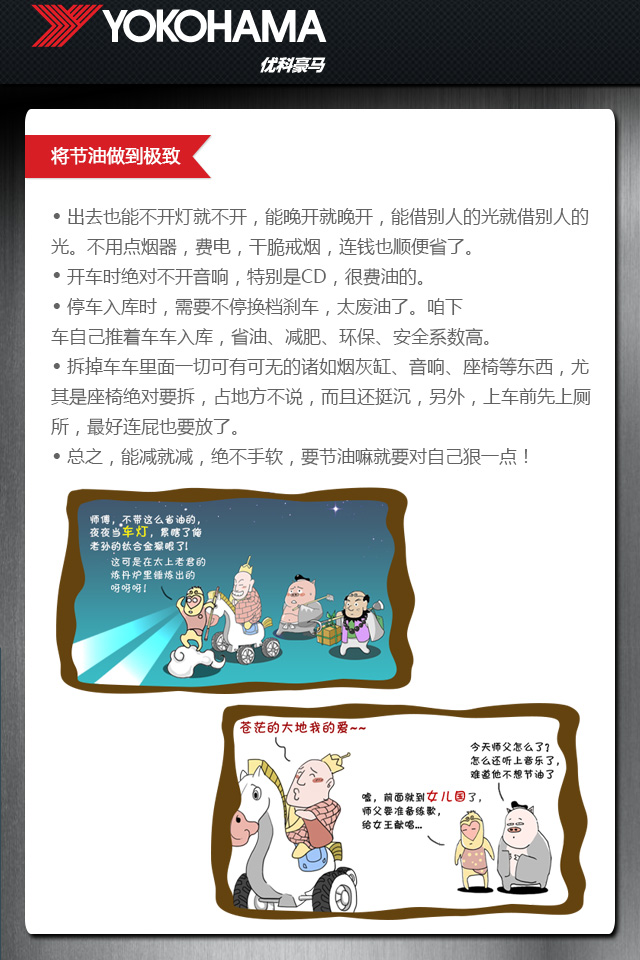 YOKOHAMA
优科豪马
将节油做到极致
• 出去也能不开灯就不开，能晚开就晚开，能借别人的光就借别人的
光。不用点烟器，费电，干脆戒烟，连钱也顺便省了。
• 开车时绝对不开音响，特别是CD，很费油的。
• 停车入库时，需要不停换档刹车，太废油了。咱下
车自己推着车车入库，省油、减肥、环保、安全系数高。
• 拆掉车车里面一切可有可无的诸如烟灰缸、音响、座椅等东西，尤
其是座椅绝对要拆，占地方不说，而且还挺沉，另外，上车前先上厕
所，最好连屁也要放了。
• 总之，能减就减，绝不手软，要节油嘛就要对自己狠一点！
师傅，不带这么省油的，
夜夜当车灯，累瞎了俺
老孙的钛合金猴眼了!
这可是在太上老君的
炼丹炉里锤炼出的
呀呀呀!
苍茫的大地我的爱~~
今天师父怎么了?
怎么还听上音乐了，
难道他不想节油了
嘘，前面就到女儿国了，
师父要准备练歌，
给女王献唱...